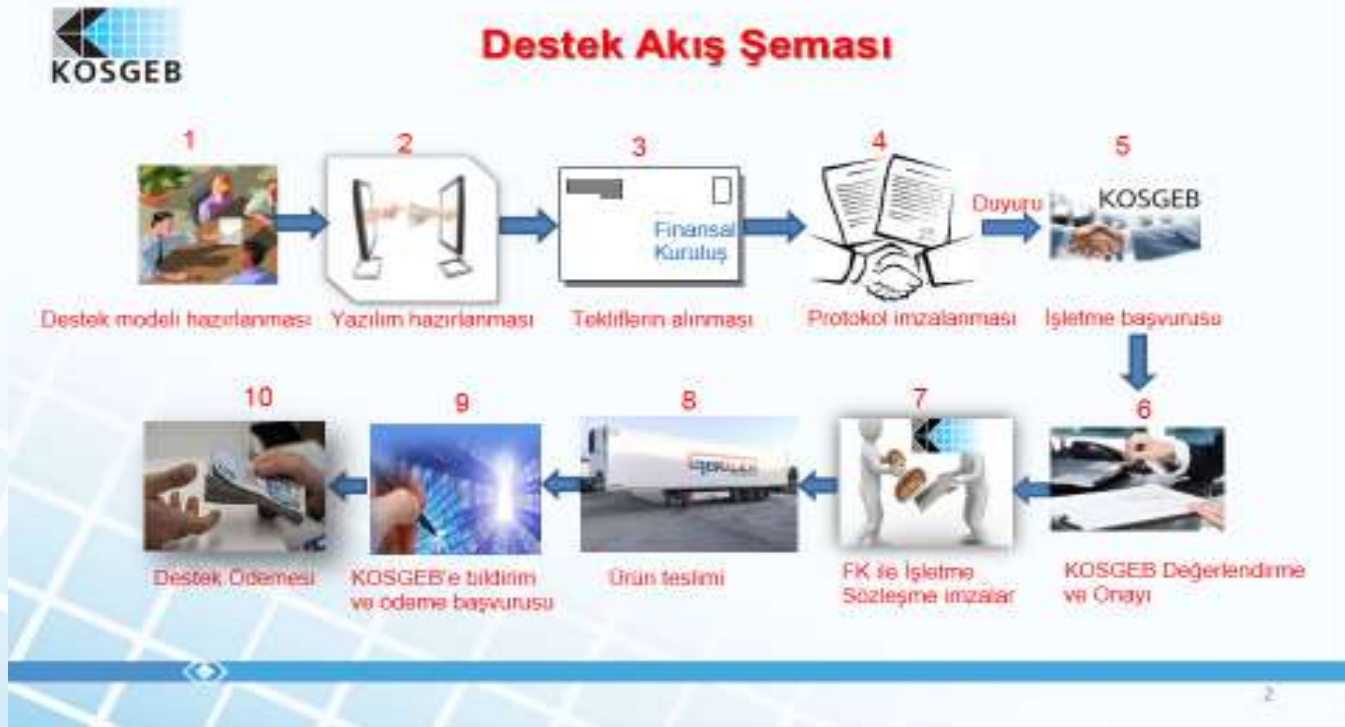 KOSGEB
Destek Akış Şeması
1
2
3
4
5
Finansal
Kuruluş
Duyuru
KOSGEB
Destek modeli hazırlanması
Yazılım hazırlanması
Tekliflerin alınması
Protokol imzalanması
İşletme başvurusu
10
9
8
7
6
Destek Ödemesi
KOSGEB'e bildirim
ve ödeme başvurusu
Ürün teslimi
FK ile İşletme
Sözleşme imzalar
KOSGEB Değerlendirme
ve Onayı
2